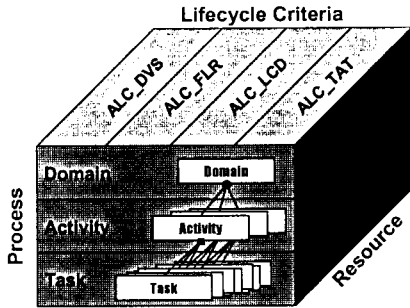 Lifecycle Criteria
ALC_DVS
ALC_FLR
ALC_LCD
ALC_TAT
Process
Domain
Domain
Activity
Activity
Task
Task
Resource